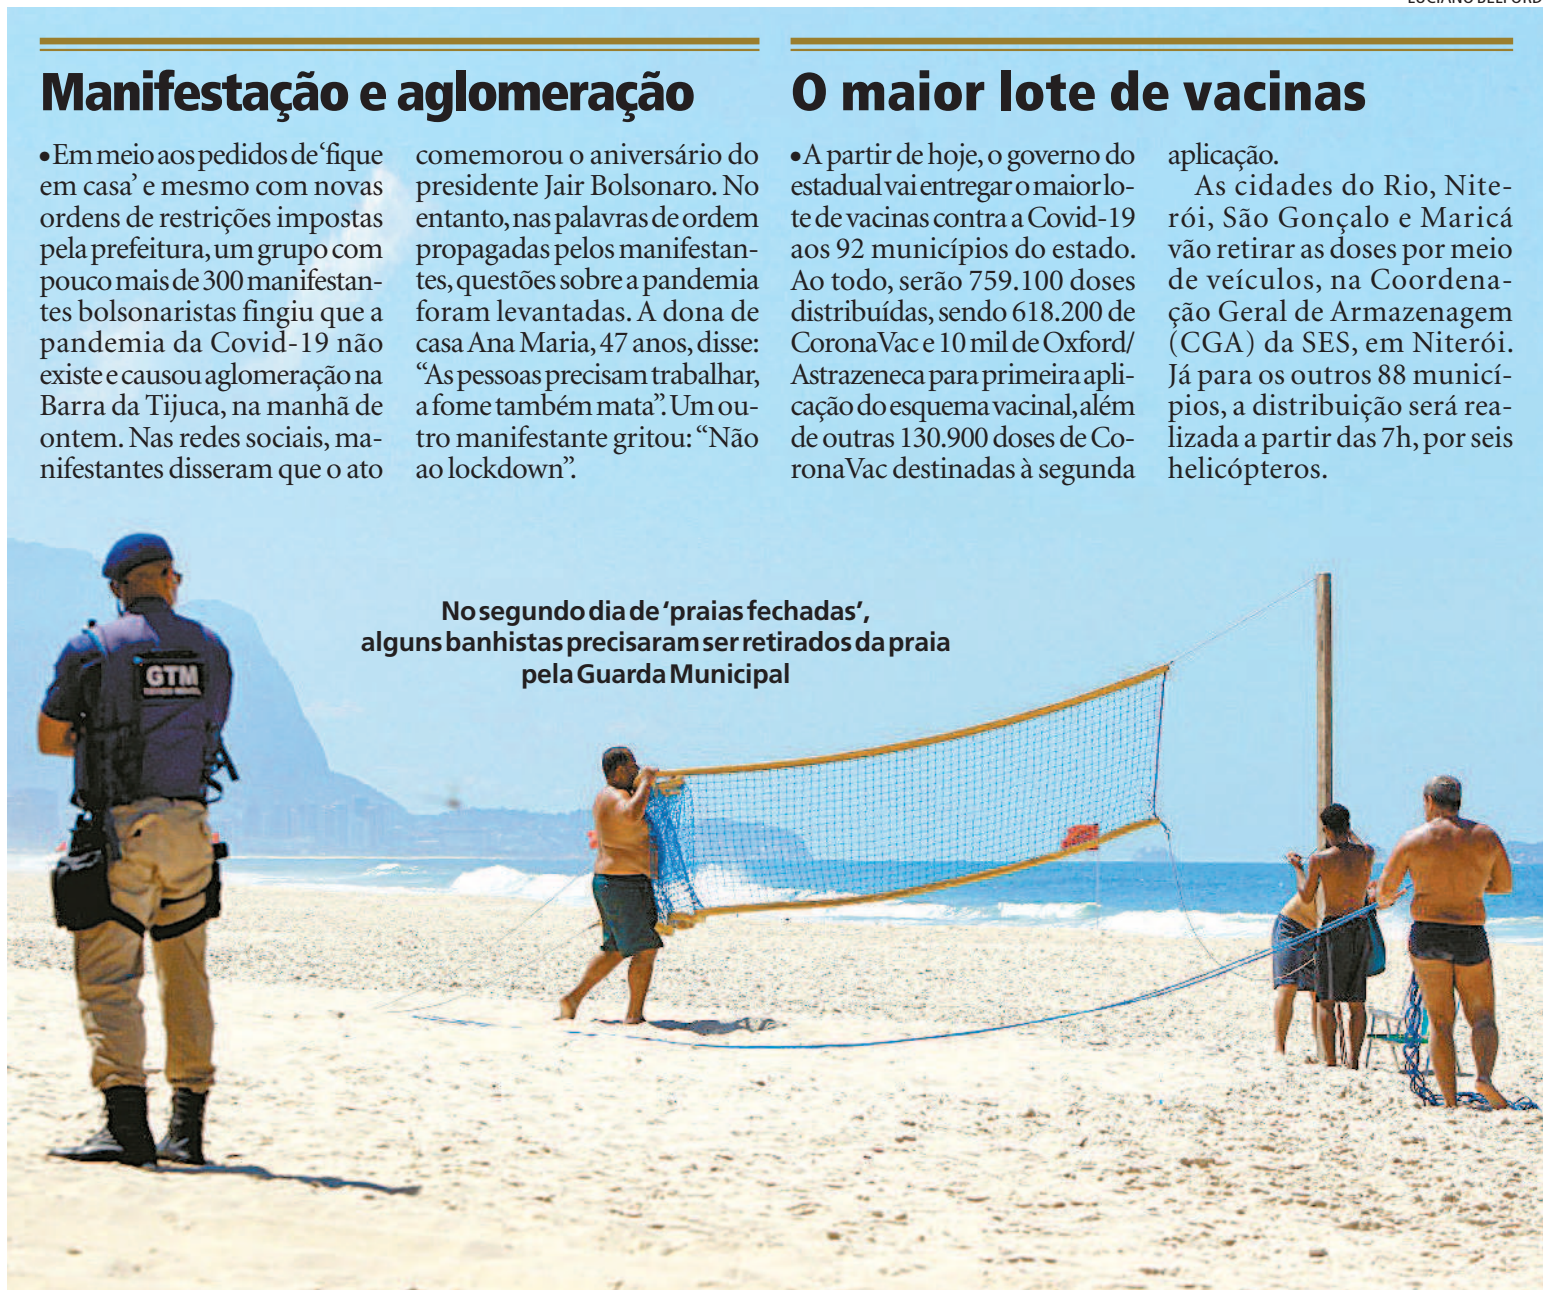 Manifestação e aglomeração
• Em meio aos pedidos de ‘fique
em casa’ e mesmo com novas
ordens de restrições impostas
pela prefeitura, um grupo com
pouco mais de 300 manifestan-
tes bolsonaristas fingiu que a
pandemia da Covid-19 não
existe e causou aglomeração na
Barra da Tijuca, na manhã de
ontem. Nas redes sociais, ma-
nifestantes disseram que o ato
comemorou o aniversário do
presidente Jair Bolsonaro. No
entanto, nas palavras de ordem
propagadas pelos manifestan-
tes, questões sobre a pandemia
foram levantadas. A dona de
casa Ana Maria, 47 anos, disse:
“As pessoas precisam trabalhar,
a fome também mata”. Um ou-
tro manifestante gritou: “Não
ao lockdown”.
O maior lote de vacinas
• A partir de hoje, o governo do
estadual vai entregar o maior lo-
te de vacinas contra a Covid-19
aos 92 municípios do estado.
Ao todo, serão 759.100 doses
distribuídas, sendo 618.200 de
CoronaVac e 10 mil de Oxford/
Astrazeneca para primeira apli-
cação do esquema vacinal, além
de outras 130.900 doses de Co-
ronaVac destinadas à segunda
aplicação.
As cidades do Rio, Nite-
rói, São Gonçalo e Maricá
vão retirar as doses por meio
de veículos, na Coordena-
ção Geral de Armazenagem
(CGA) da SES, em Niterói.
Já para os outros 88 municí-
pios, a distribuição será rea-
lizada a partir das 7h, por seis
helicópteros.
No segundo dia de ‘praias fechadas’,
alguns banhistas precisaram ser retirados da praia
pela Guarda Municipal
GTM